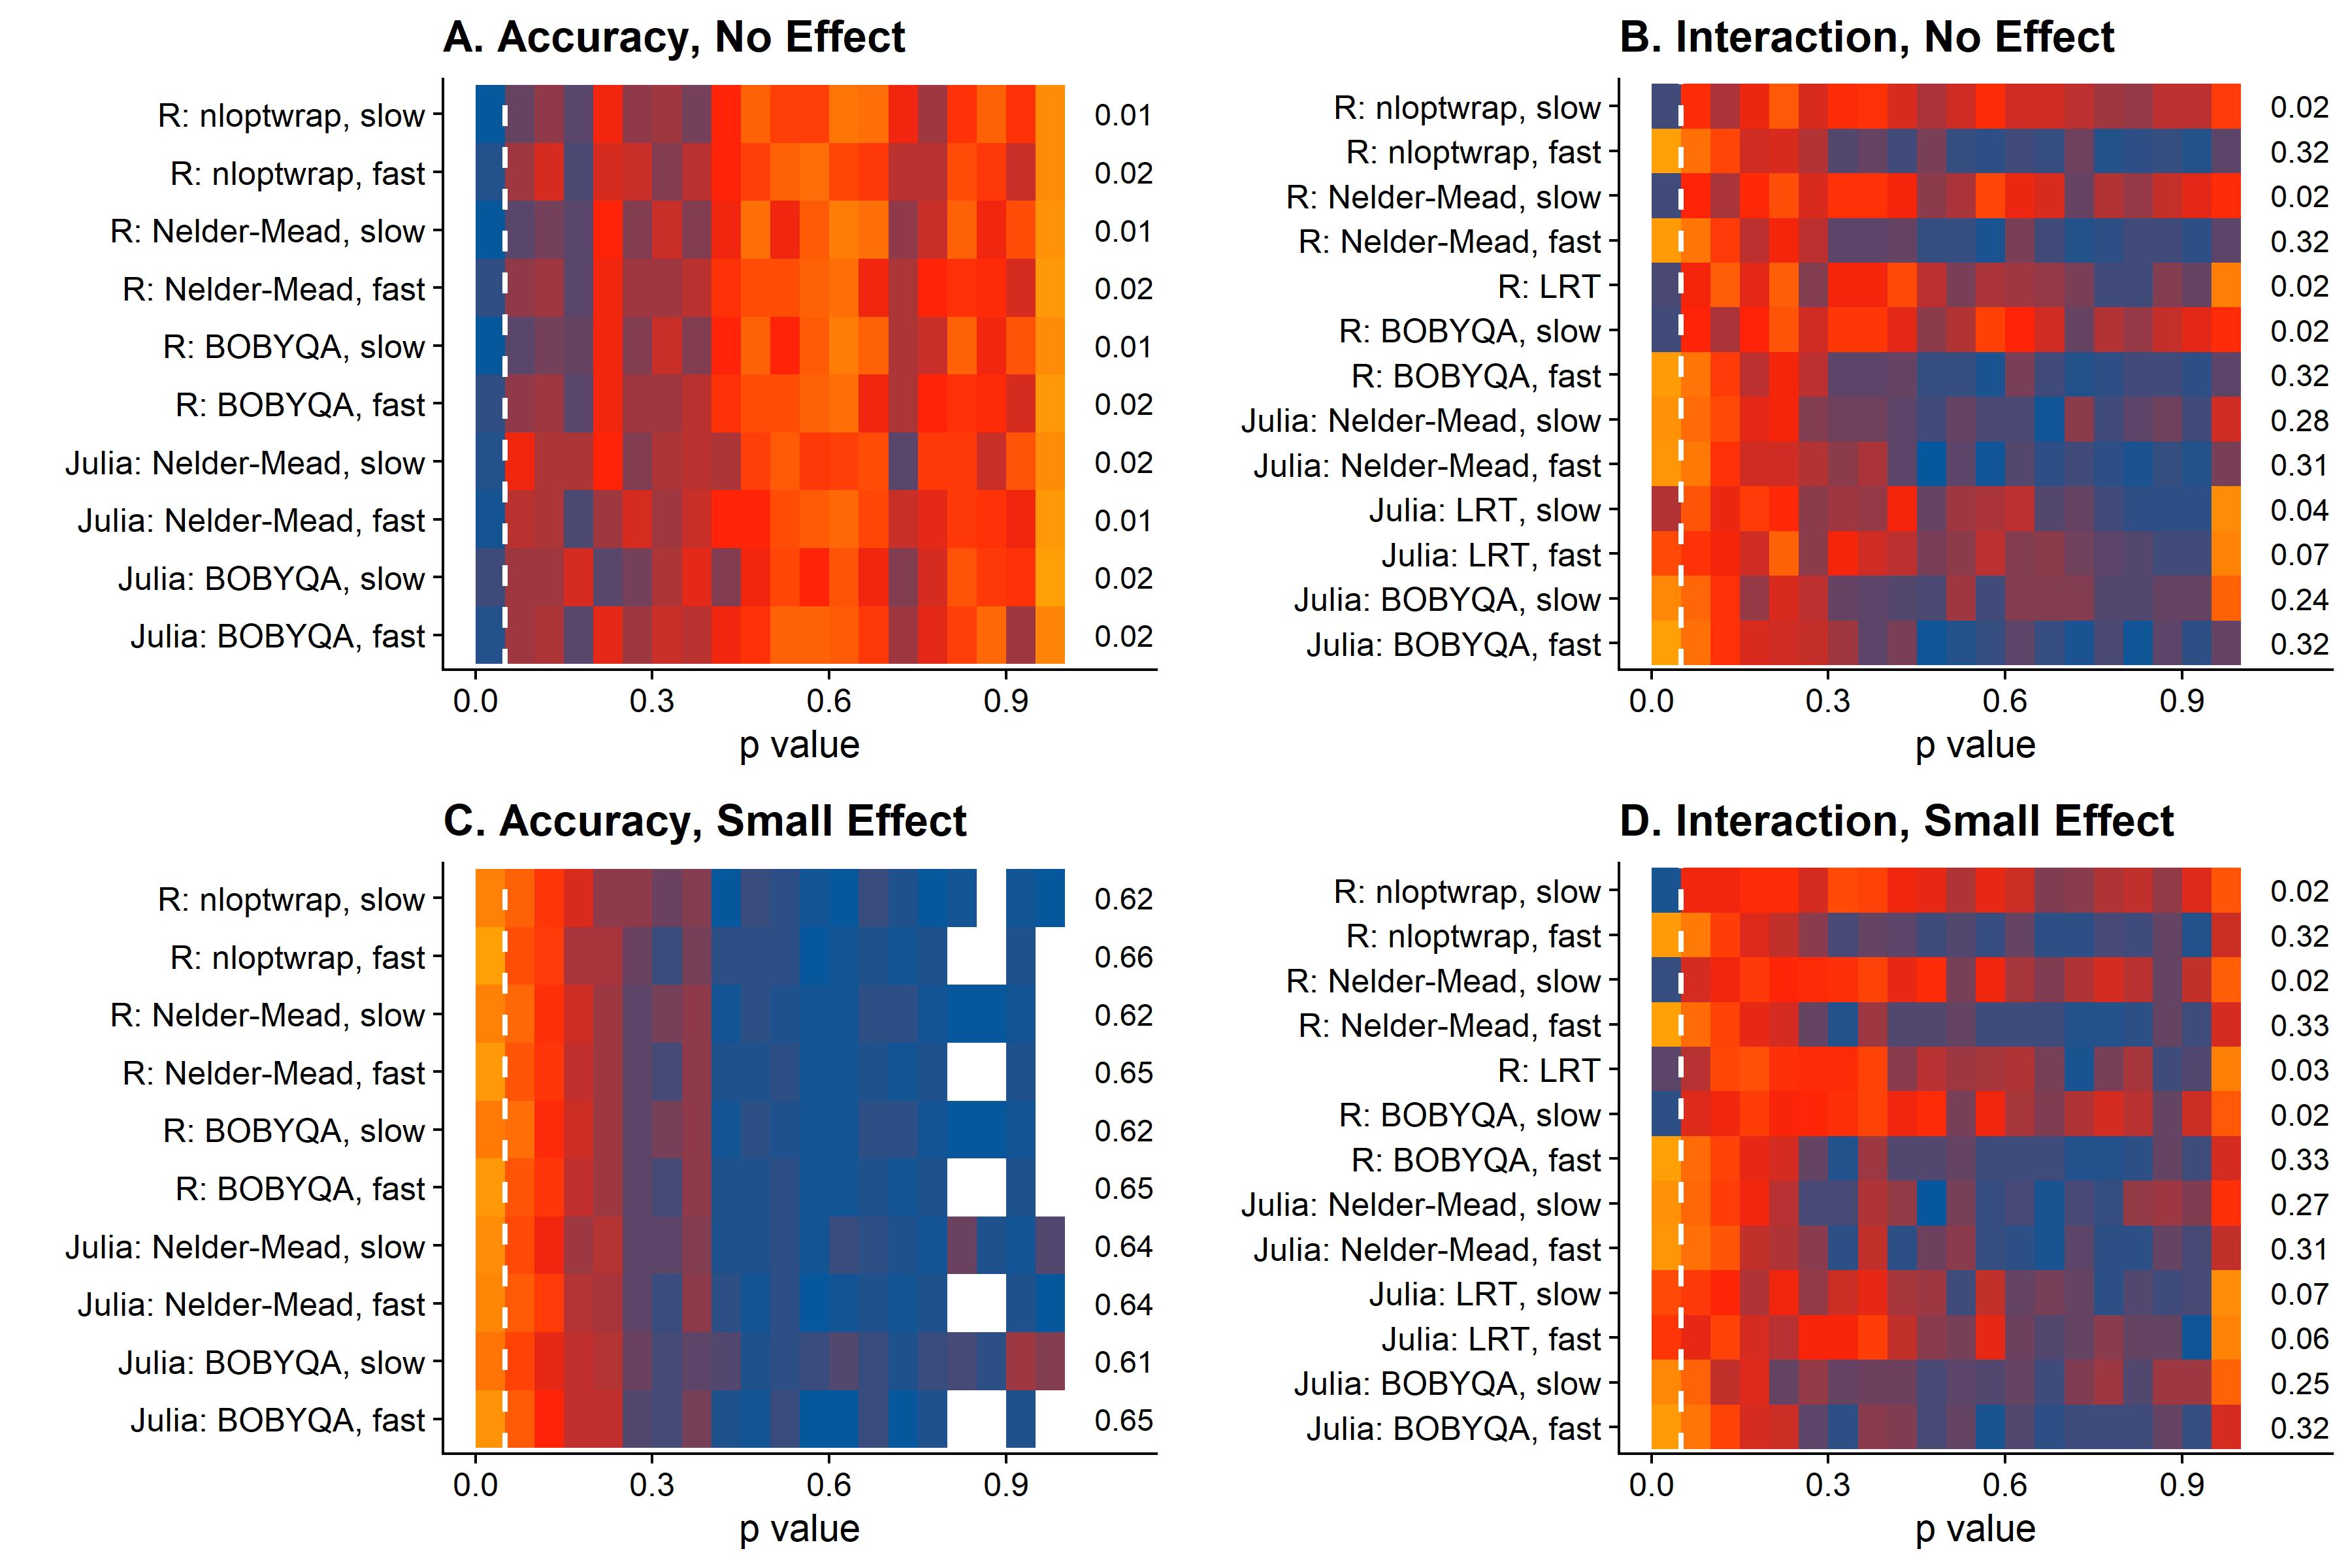 A. Accuracy, No Effect
R: nloptwrap, slow 0.01
R: nloptwrap, fast 0.02
R: Nelder-Mead, slow 0.01
R: Nelder-Mead, fast 0.02
R: BOBYQA, slow 0.01
R: BOBYQA, fast 0.02
Julia: Nelder-Mead, slow 0.02
Julia: Nelder-Mead, fast 0.01
Julia: BOBYQA, slow 0.02
Julia: BOBYQA, fast 0.02
0.0 0.3 0.6 0.9
p value
B. Interaction, No Effect
R: nloptwrap, slow 0.02
R: nloptwrap, fast 0.32
R: Nelder-Mead, slow 0.02
R: Nelder-Mead, fast 0.32
R: LRT 0.02
R: BOBYQA, slow 0.02
R: BOBYQA, fast 0.32
Julia: Nelder-Mead, slow 0.28
Julia: Nelder-Mead, fast 0.31
Julia: LRT, slow 0.04
Julia: LRT, fast 0.07
Julia: BOBYQA, slow 0.24
Julia: BOBYQA, fast 0.32
0.0 0.3 0.6 0.9
p value
C. Accuracy, Small Effect
R: nloptwrap, slow 0.62
R: nloptwrap, fast 0.66
R: Nelder-Mead, slow 0.62
R: Nelder-Mead, fast 0.65
R: BOBYQA, slow 0.62
R: BOBYQA, fast 0.65
Julia: Nelder-Mead, slow 0.64
Julia: Nelder-Mead, fast 0.64
Julia: BOBYQA, slow 0.61
Julia: BOBYQA, fast 0.65
0.0 0.3 0.6 0.9
p value
D. Interaction, Small Effect
R: nloptwrap, slow 0.02
R: nloptwrap, fast 0.32
R: Nelder-Mead, slow 0.02
R: Nelder-Mead, fast 0.33
R: LRT 0.03
R: BOBYQA, slow 0.02
R: BOBYQA, fast 0.33
Julia: Nelder-Mead, slow 0.27
Julia: Nelder-Mead, fast 0.31
Julia: LRT, slow 0.07
Julia: LRT, fast 0.06
Julia: BOBYQA, slow 0.25
Julia: BOBYQA, fast 0.32
0.0 0.3 0.6 0.9
p value